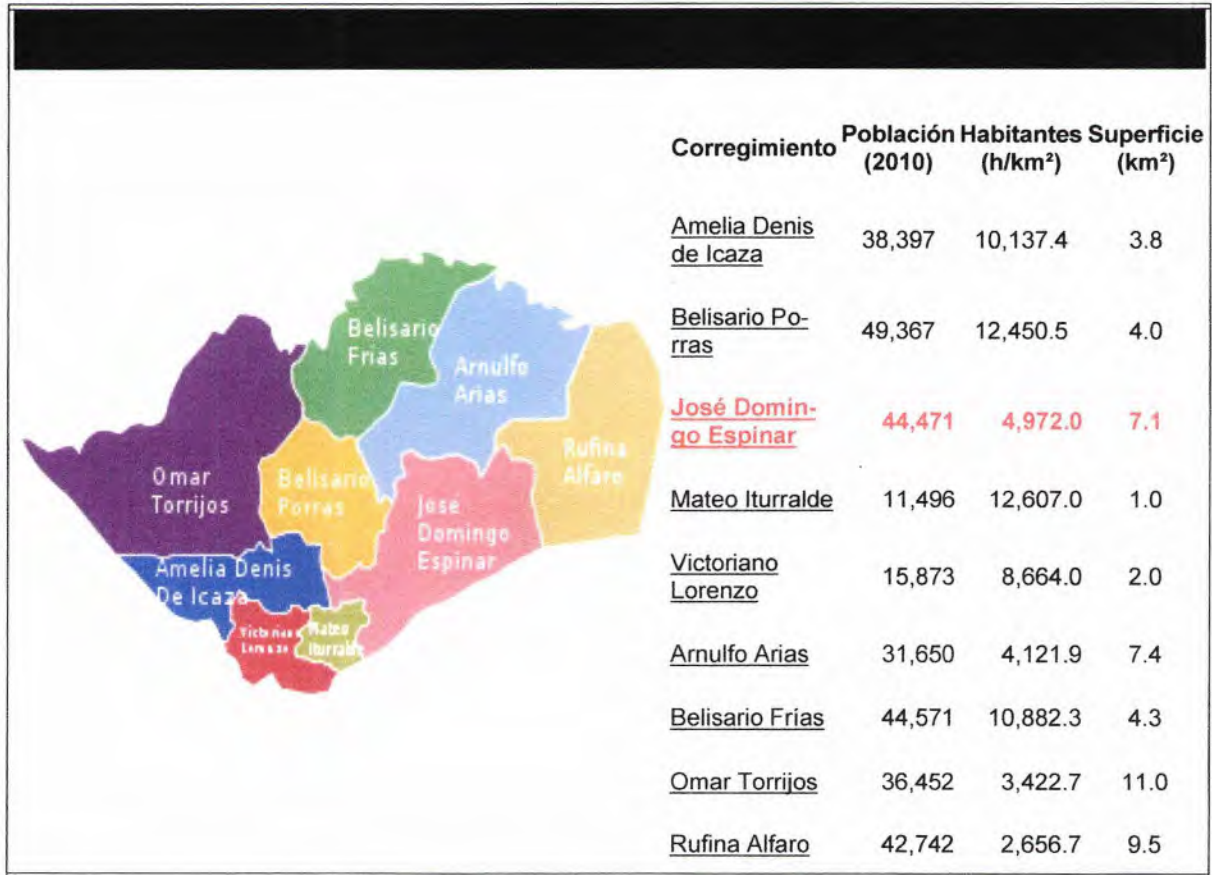 Corregimiento Población Habitantes Superficie
(2010) (h/km²) (km²)
Amelia Denis
de Icaza 38,397 10,137.4 3.8
Belisario Po-
rras 49,367 12,450.5 4.0
José Domin-
go Espinar 44,471 4,972.0 7.1
Mateo Iturralde 11,496 12,607.0 1.0
Victoriano
Lorenzo 15,873 8,664.0 2.0
Arnulfo Arias 31,650 4,121.9 7.4
Belisario Frías 44,571 10,882.3 4.3
Omar Torrijos 36,452 3,422.7 11.0
Rufina Alfaro 42,742 2,656.7 9.5
Belisario
Frias
Arnulfo
Arias
Rufina
Alfaro
Omar
Torrijos
Belisario
Porras
Jose
Domingo
Espinar
Amelia Denis
De Icaza
Victoriano
Lorenzo
Mateo
Iturralde